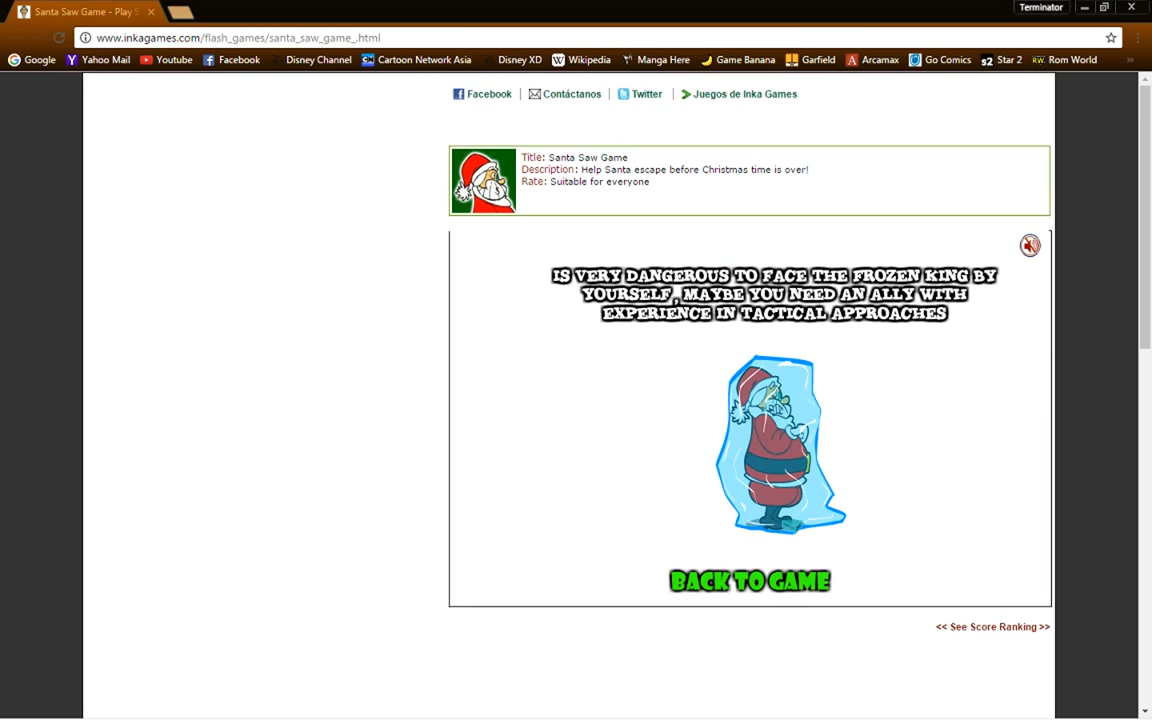 Santa Saw Game - Play S
Terminator
www.inkagames.com/flash_games/santa_saw_game_.html
Google Yahoo Mail Youtube Facebook Disney Channel Cartoon Network Asia Disney XD Wikipedia Manga Here Game Banana Garfield Arcamax Go Comics Star 2 Rom World
Facebook | Contáctanos | Twitter | Juegos de Inka Games
Title: Santa Saw Game
Description: Help Santa escape before Christmas time is over!
Rate: Suitable for everyone
IS VERY DANGEROUS TO FACE THE FROZEN KING BY
YOURSELF, MAYBE YOU NEED AN ALLY WITH
EXPERIENCE IN TACTICAL APPROACHES
BACK TO GAME
<< See Score Ranking >>